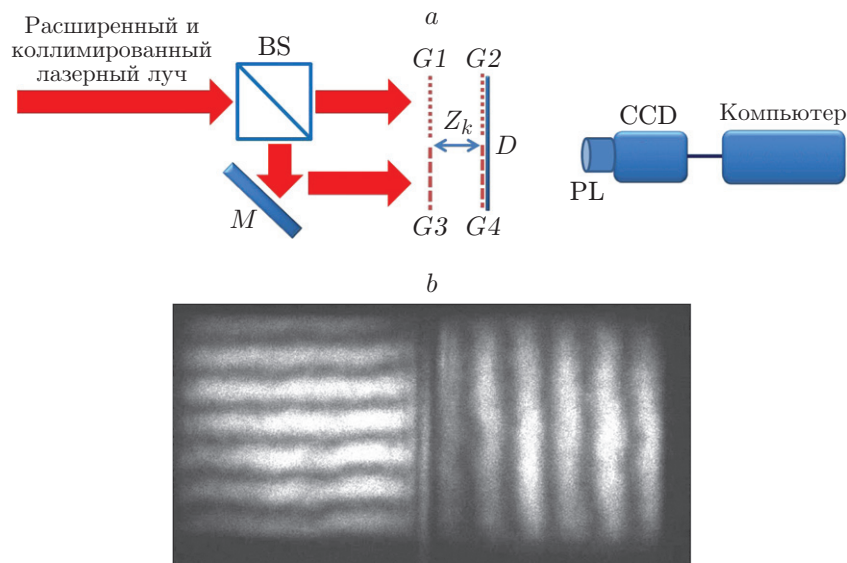 a
Расширенный и
коллимированный
лазерный луч
BS
G1
G2
Z_k
D
M
G3
G4
CCD
Компьютер
PL
b